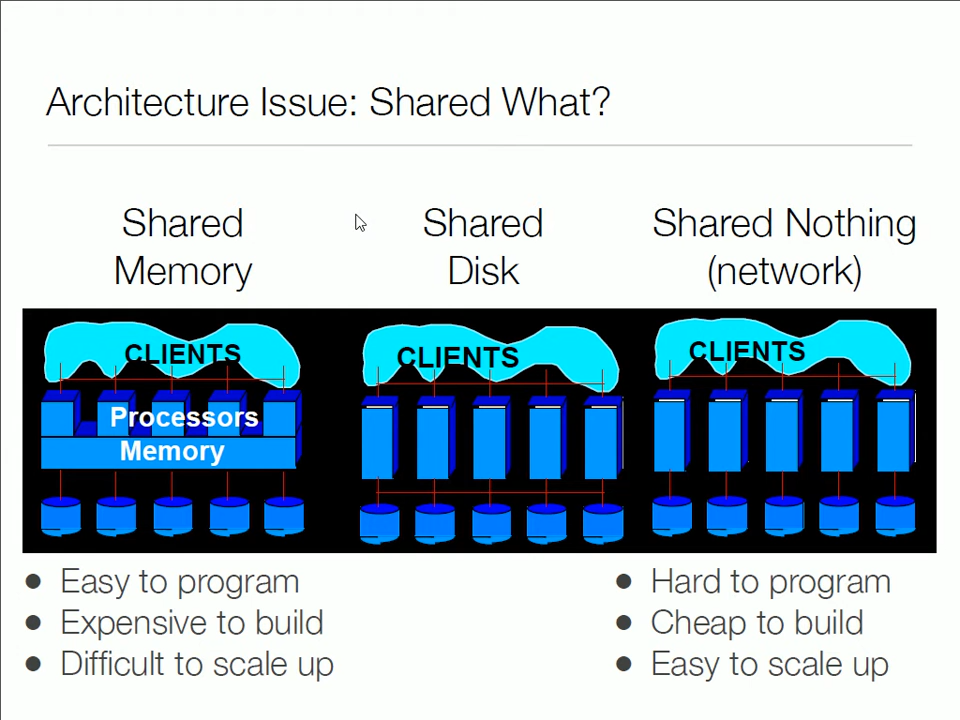 Architecture Issue: Shared What?
Shared
Memory
Shared
Disk
Shared Nothing
(network)
CLIENTS
Processors
Memory
CLIENTS
CLIENTS
● Easy to program
● Expensive to build
● Difficult to scale up
● Hard to program
● Cheap to build
● Easy to scale up